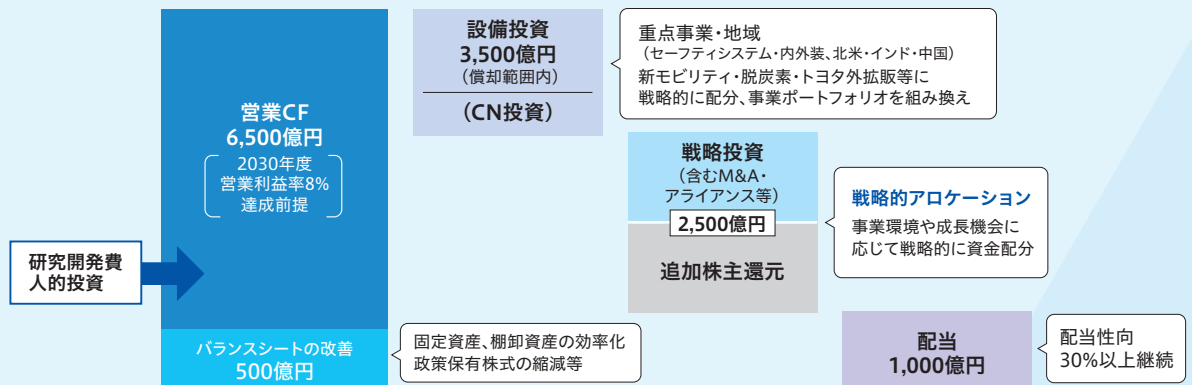 営業CF
6,500億円
2030年度
営業利益率8%
達成前提
研究開発費
人的投資
バランスシートの改善
500億円
固定資産、棚卸資産の効率化
政策保有株式の縮減等
設備投資
3,500億円
(償却範囲内)
(CN投資)
重点事業・地域
(セーフティシステム・内外装、北米・インド・中国)
新モビリティ・脱炭素・トヨタ外拡販等に
戦略的に配分、事業ポートフォリオを組み換え
戦略投資
(含むM&A・
アライアンス等)
2,500億円
追加株主還元
戦略的アロケーション
事業環境や成長機会に
応じて戦略的に資金配分
配当
1,000億円
配当性向
30%以上継続